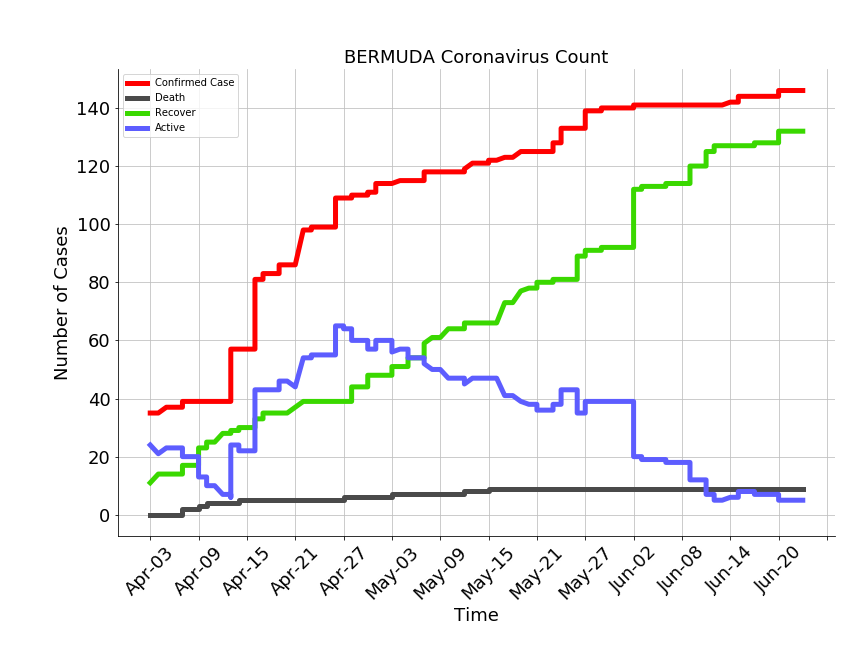 BERMUDA Coronavirus Count
Confirmed Case
Death
Recover
Active
140
120
100
80
60
40
20
0
Number of Cases
Apr-03 Apr-09 Apr-15 Apr-21 Apr-27 May-03 May-09 May-15 May-21 May-27 Jun-02 Jun-08 Jun-14 Jun-20
Time